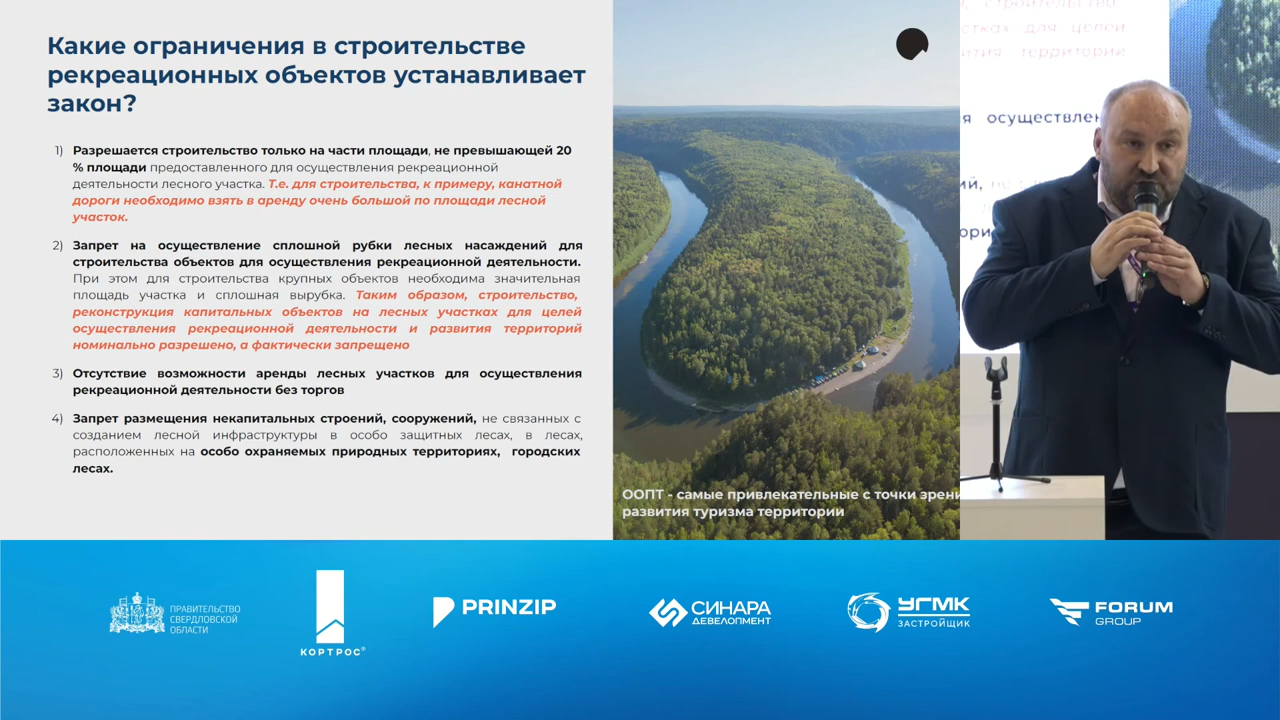 Какие ограничения в строительстве
рекреационных объектов устанавливает
закон?
1) Разрешается строительство только на части площади, не превышающей 20
% площади предоставленного для осуществления рекреационной
деятельности лесного участка. Т.е. для строительства, к примеру, канатной
дороги необходимо взять в аренду очень большой по площади лесной
участок.
2) Запрет на осуществление сплошной рубки лесных насаждений для
строительства объектов для осуществления рекреационной деятельности.
При этом для строительства крупных объектов необходима значительная
площадь участка и сплошная вырубка. Таким образом, строительство,
реконструкция капитальных объектов на лесных участках для целей
осуществления рекреационной деятельности и развития территорий
номинально разрешено, а фактически запрещено
3) Отсутствие возможности аренды лесных участков для осуществления
рекреационной деятельности без торгов
4) Запрет размещения некапитальных строений, сооружений, не связанных с
созданием лесной инфраструктуры в особо защитных лесах, в лесах,
расположенных на особо охраняемых природных территориях, городских
лесах.
ООПТ - самые привлекательные с точки зрени
развития туризма территории
строительство,
для целей
территорий
я осуществлен
ПРАВИТЕЛЬСТВО
СВЕРДЛОВСКОЙ
ОБЛАСТИ
КОРТРОС®
PRINZIP
СИНАРА
ДЕВЕЛОПМЕНТ
УГМК
ЗАСТРОЙЩИК
FORUM
GROUP